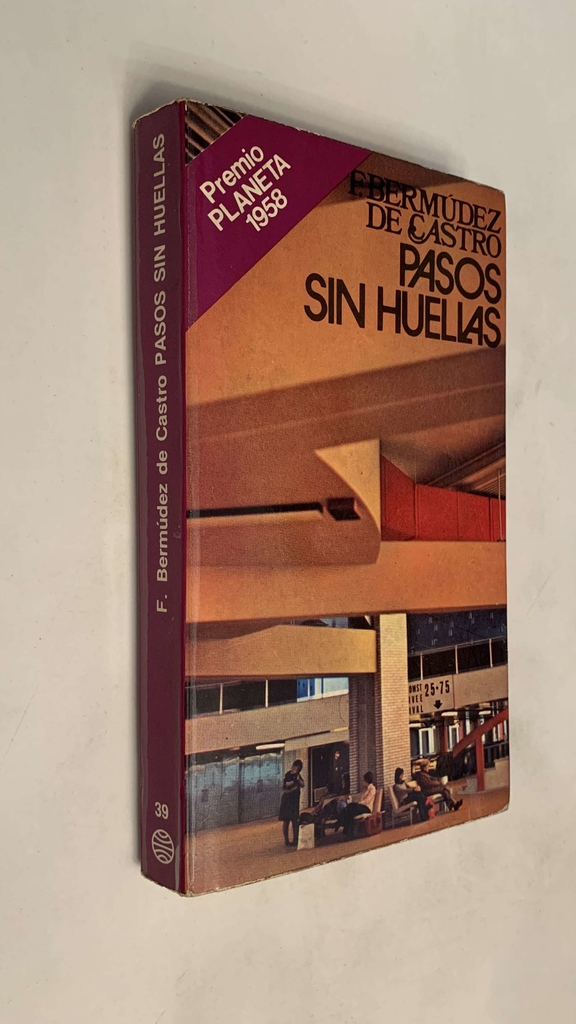 Premio
PLANETA
1958
F. BERMÚDEZ
DE CASTRO
PASOS
SIN HUELLAS
F. Bermúdez de Castro PASOS SIN HUELLAS
39
25-75